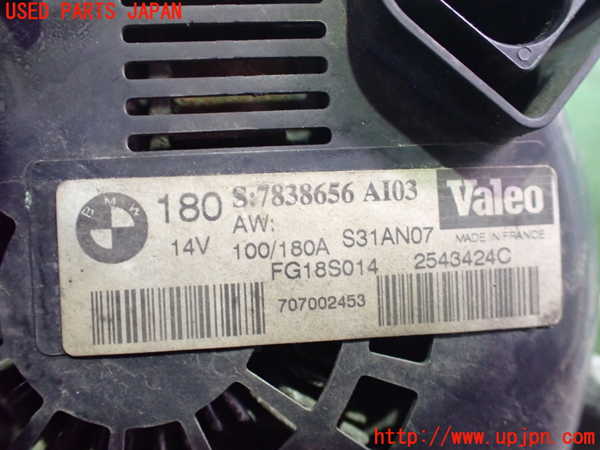 USED PARTS JAPAN
C
BMW
180 S:7838656 AI03 Valeo
AW:
14V 100/180A S31AN07 MADE IN FRANCE
FG18S014 2543424C
707002453
http://www.upjpn.com/